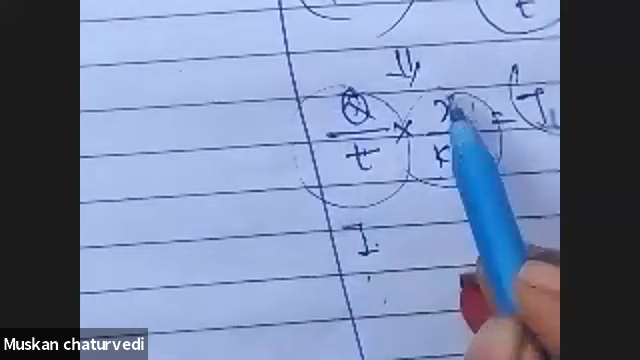 t
Q/t × x/K = (T
I
Muskan chaturvedi